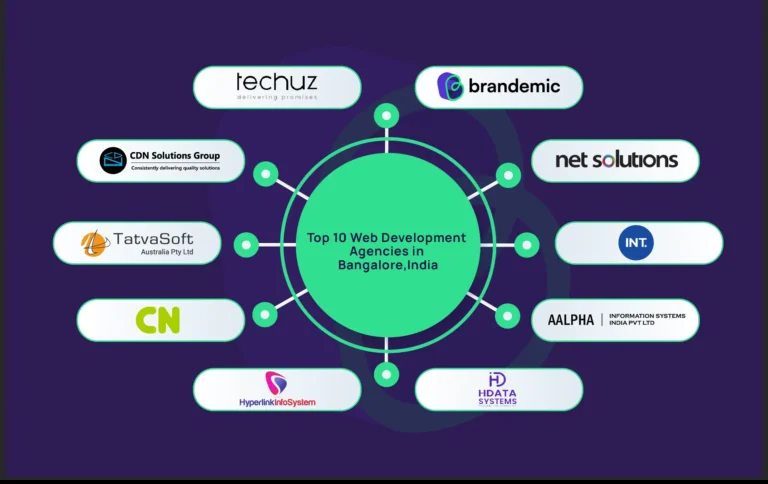 techuz
delivering promises
brandemic
CDN Solutions Group
Consistently delivering quality solutions
net solutions
TatvaSoft
Australia Pty Ltd
Top 10 Web Development
Agencies in
Bangalore,India
INT.
CN
AALPHA | INFORMATION SYSTEMS
INDIA PVT LTD
HyperlinkInfoSystem
HD
HDATA
SYSTEMS